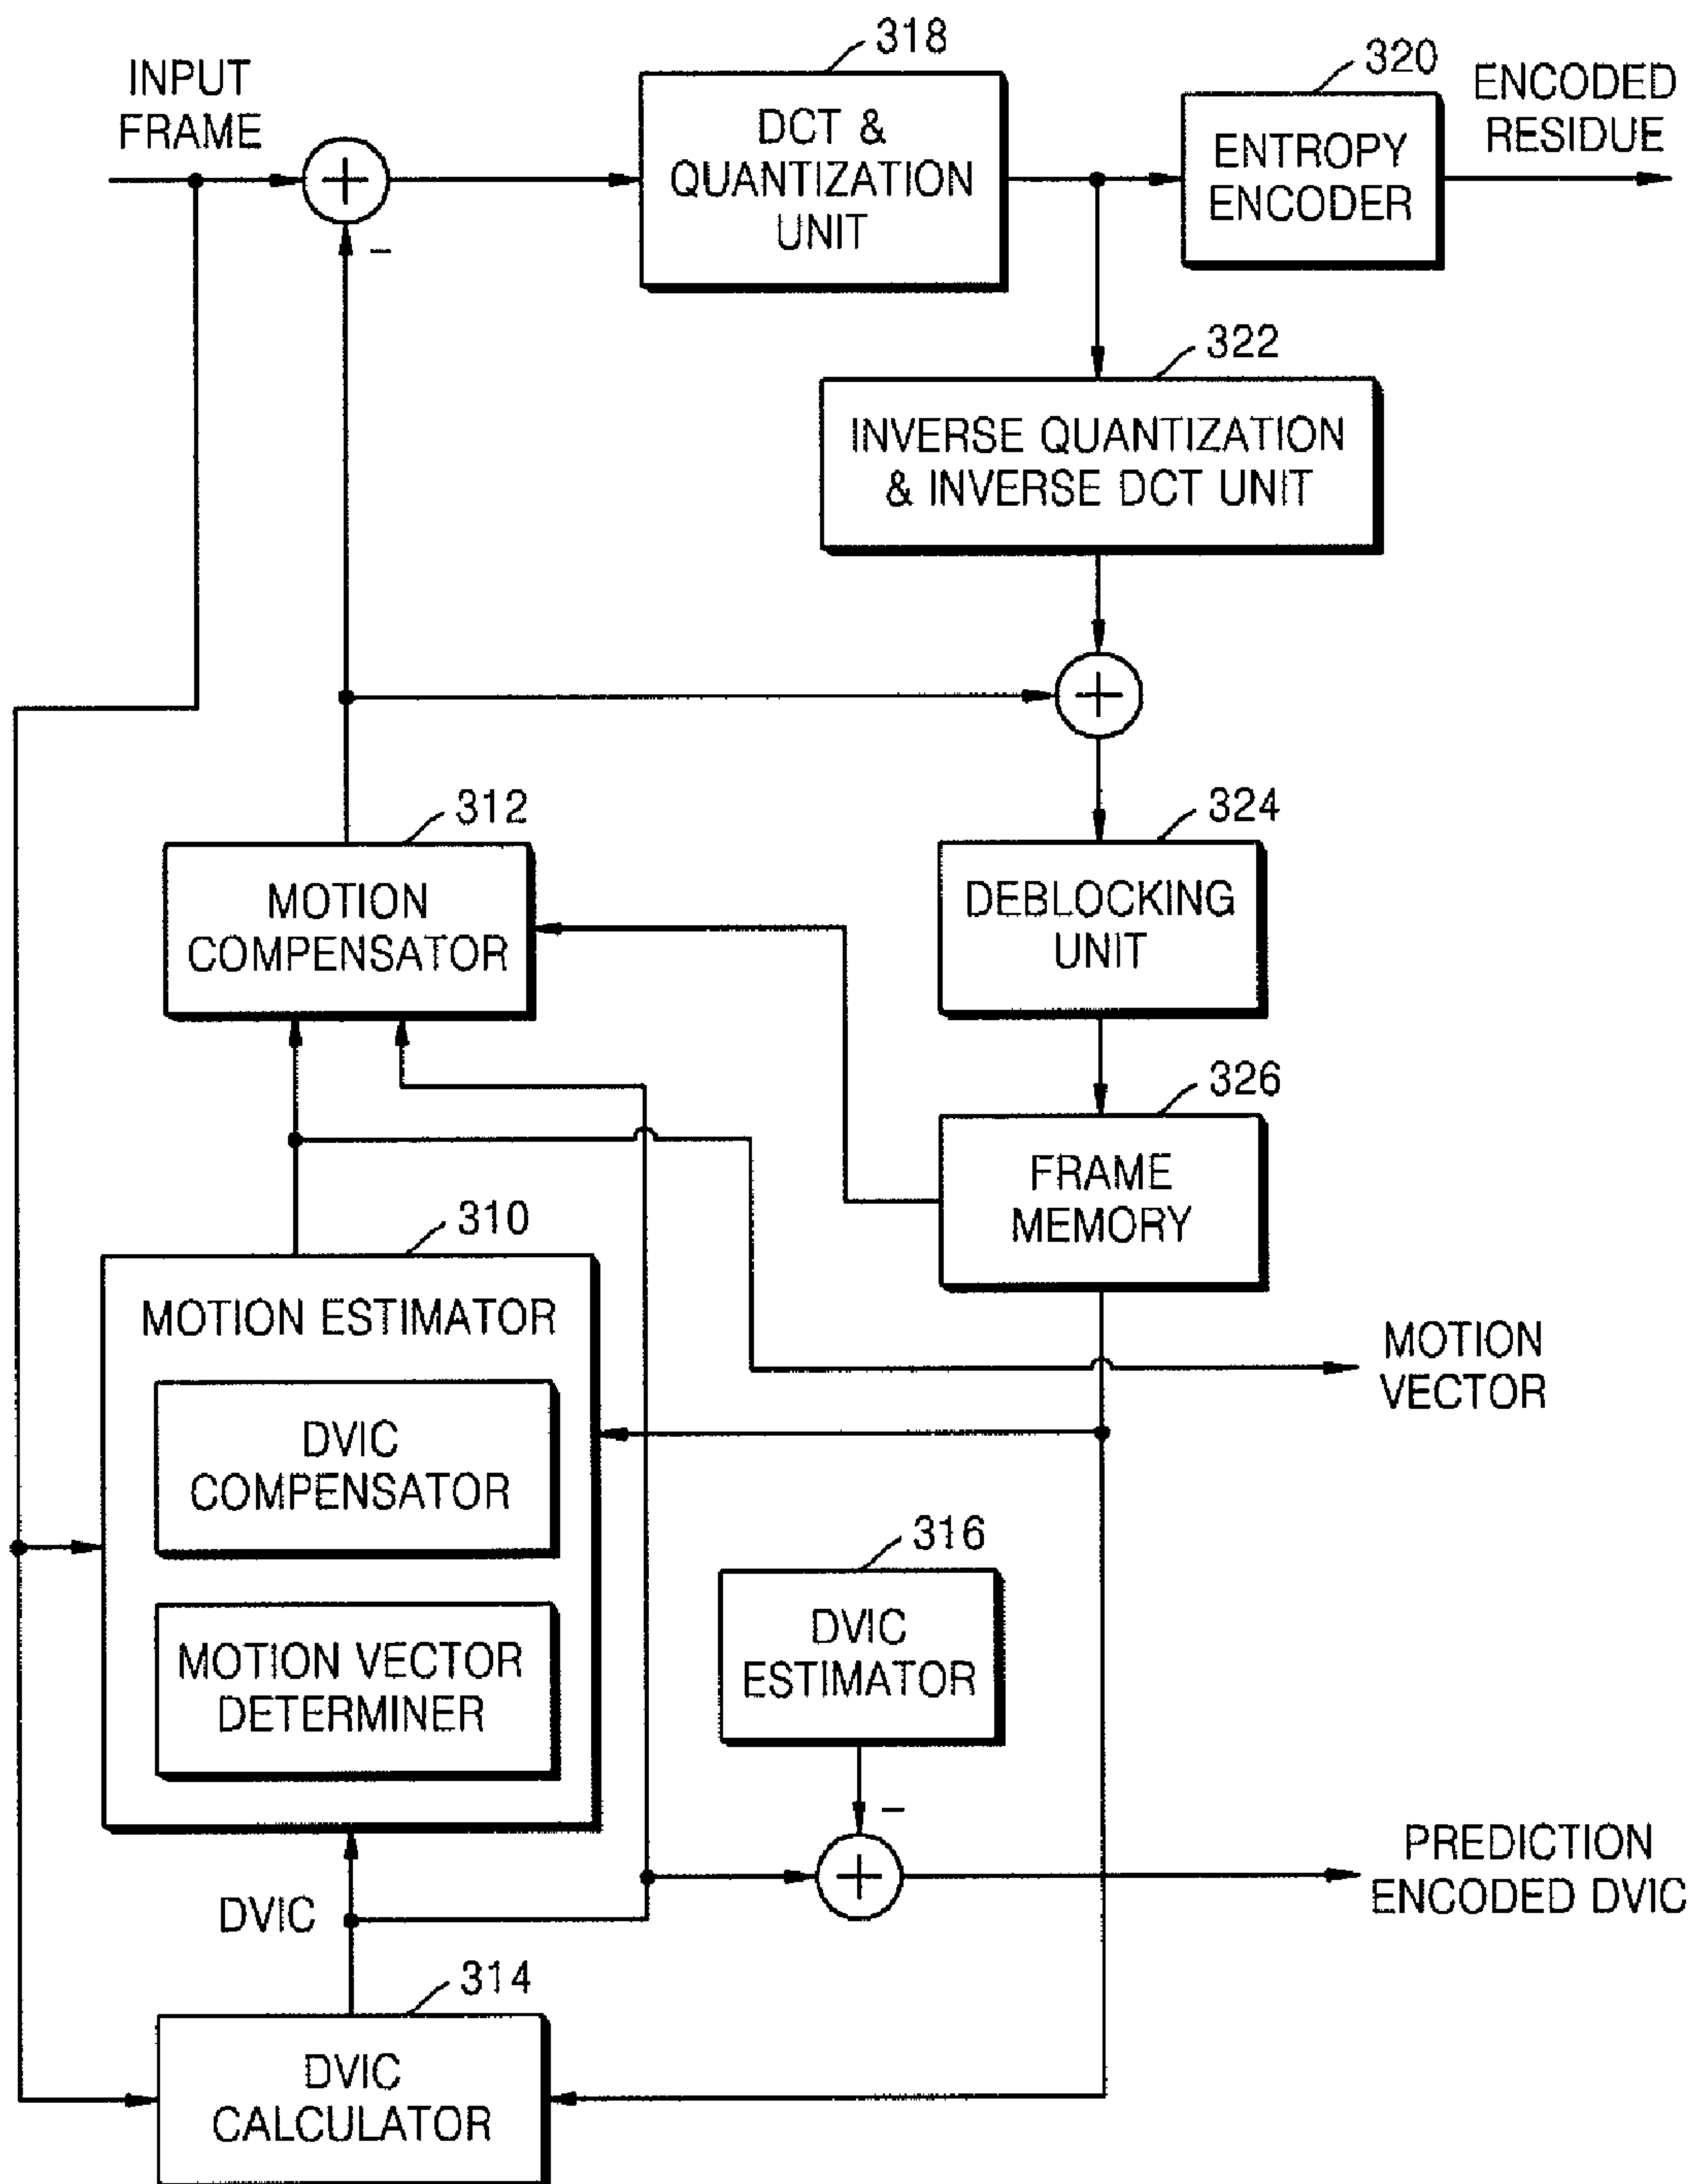 318
INPUT
FRAME
DCT &
QUANTIZATION
UNIT
320
ENTROPY
ENCODER
ENCODED
RESIDUE
-
322
INVERSE QUANTIZATION
& INVERSE DCT UNIT
312
MOTION
COMPENSATOR
324
DEBLOCKING
UNIT
326
FRAME
MEMORY
310
MOTION ESTIMATOR
DVIC
COMPENSATOR
MOTION VECTOR
DETERMINER
MOTION
VECTOR
316
DVIC
ESTIMATOR
-
PREDICTION
ENCODED DVIC
DVIC
314
DVIC
CALCULATOR